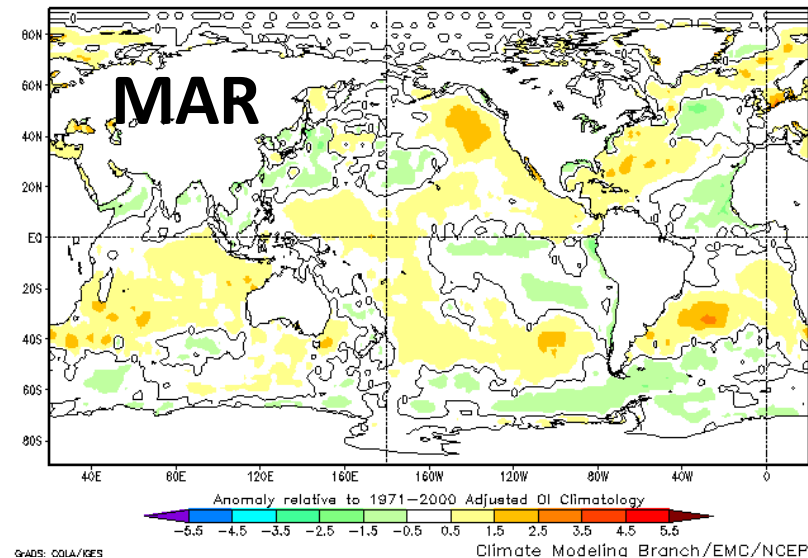 80N
60N
MAR
40N
20N
EQ
20S
40S
60S
80S
40E 80E 120E 160E 160W 120W 80W 40W 0
Anomaly relative to 1971–2000 Adjusted OI Climatology
-5.5 -4.5 -3.5 -2.5 -1.5 -0.5 0.5 1.5 2.5 3.5 4.5 5.5
GrADS: COLA/IGES
Climate Modeling Branch/EMC/NCEP